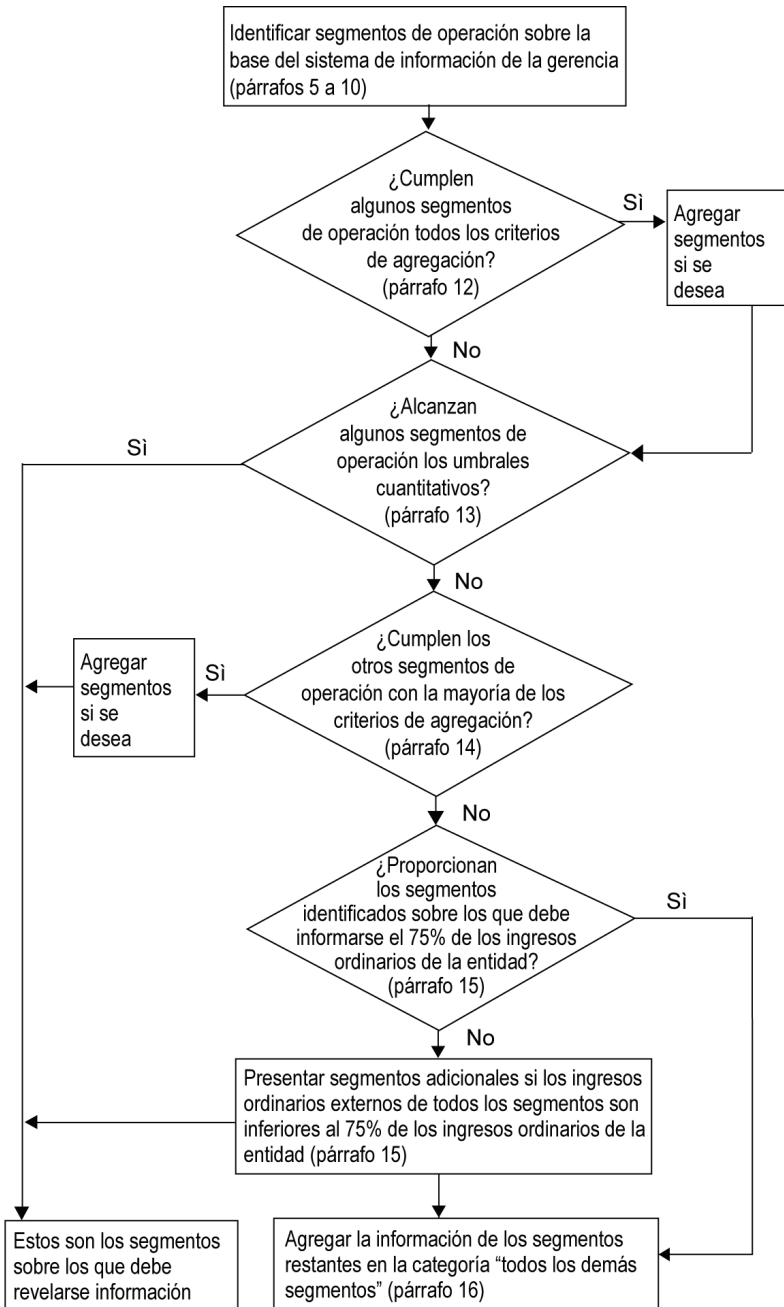 Identificar segmentos de operación sobre la
base del sistema de información de la gerencia
(párrafos 5 a 10)
¿Cumplen
algunos segmentos
de operación todos los criterios
de agregación?
(párrafo 12)
Sì
Agregar
segmentos
si se
desea
No
¿Alcanzan
algunos segmentos de
operación los umbrales
cuantitativos?
(párrafo 13)
Sì
No
¿Cumplen los
otros segmentos de
operación con la mayoría de los
criterios de agregación?
(párrafo 14)
Sì
Agregar
segmentos
si se
desea
No
¿Proporcionan
los segmentos
identificados sobre los que debe
informarse el 75% de los ingresos
ordinarios de la entidad?
(párrafo 15)
Sì
No
Presentar segmentos adicionales si los ingresos
ordinarios externos de todos los segmentos son
inferiores al 75% de los ingresos ordinarios de la
entidad (párrafo 15)
Estos son los segmentos
sobre los que debe
revelarse información
Agregar la información de los segmentos
restantes en la categoría “todos los demás
segmentos” (párrafo 16)